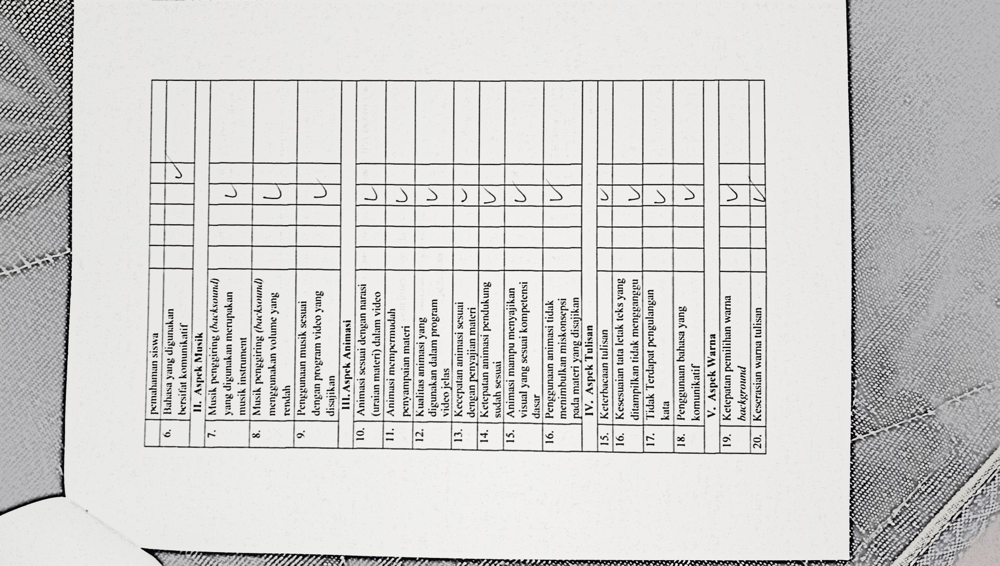 pemahaman siswa
6. Bahasa yang digunakan
bersifat komunikatif
II. Aspek Musik
7. Musik pengiring (backsound)
yang digunakan merupakan
musik instrument
8. Musik pengiring (backsound)
menggunakan volume yang
rendah
9. Penggunaan musik sesuai
dengan program video yang
disajikan
III. Aspek Animasi
10. Animasi sesuai dengan narasi
(uraian materi) dalam video
11. Animasi mempermudah
penyampaian materi
12. Kualitas animasi yang
digunakan dalam program
video jelas
13. Kecepatan animasi sesuai
dengan penyajian materi
14. Ketepatan animasi pendukung
sudah sesuai
15. Animasi mampu menyajikan
visual yang sesuai kompetensi
dasar
16. Penggunaan animasi tidak
menimbulkan miskonsepsi
pada materi yang disajikan
IV. Aspek Tulisan
15. Keterbacaan tulisan
16. Kesesuaian tata letak teks yang
ditampilkan tidak mengganggu
17. Tidak Terdapat pengulangan
kata
18. Penggunaan bahasa yang
komunikatif
V. Aspek Warna
19. Ketepatan pemilihan warna
background
20. Keserasian warna tulisan